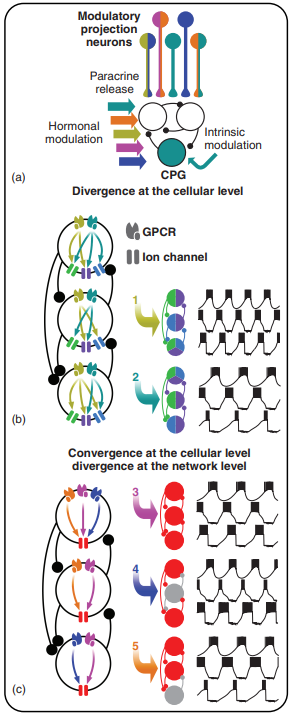 Modulatory
projection
neurons
Paracrine
release
Hormonal
modulation
Intrinsic
modulation
CPG
(a)
Divergence at the cellular level
GPCR
Ion channel
1
2
(b)
Convergence at the cellular level
divergence at the network level
3
4
5
(c)